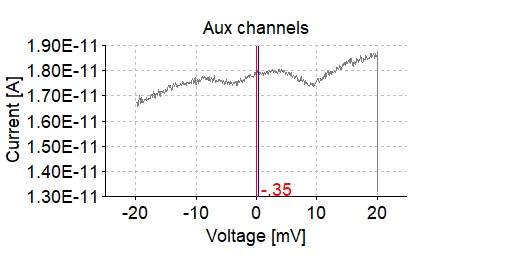 Aux channels
1.90E-11
1.80E-11
1.70E-11
1.60E-11
1.50E-11
1.40E-11
1.30E-11
Current [A]
-.35
-20 -10 0 10 20
Voltage [mV]